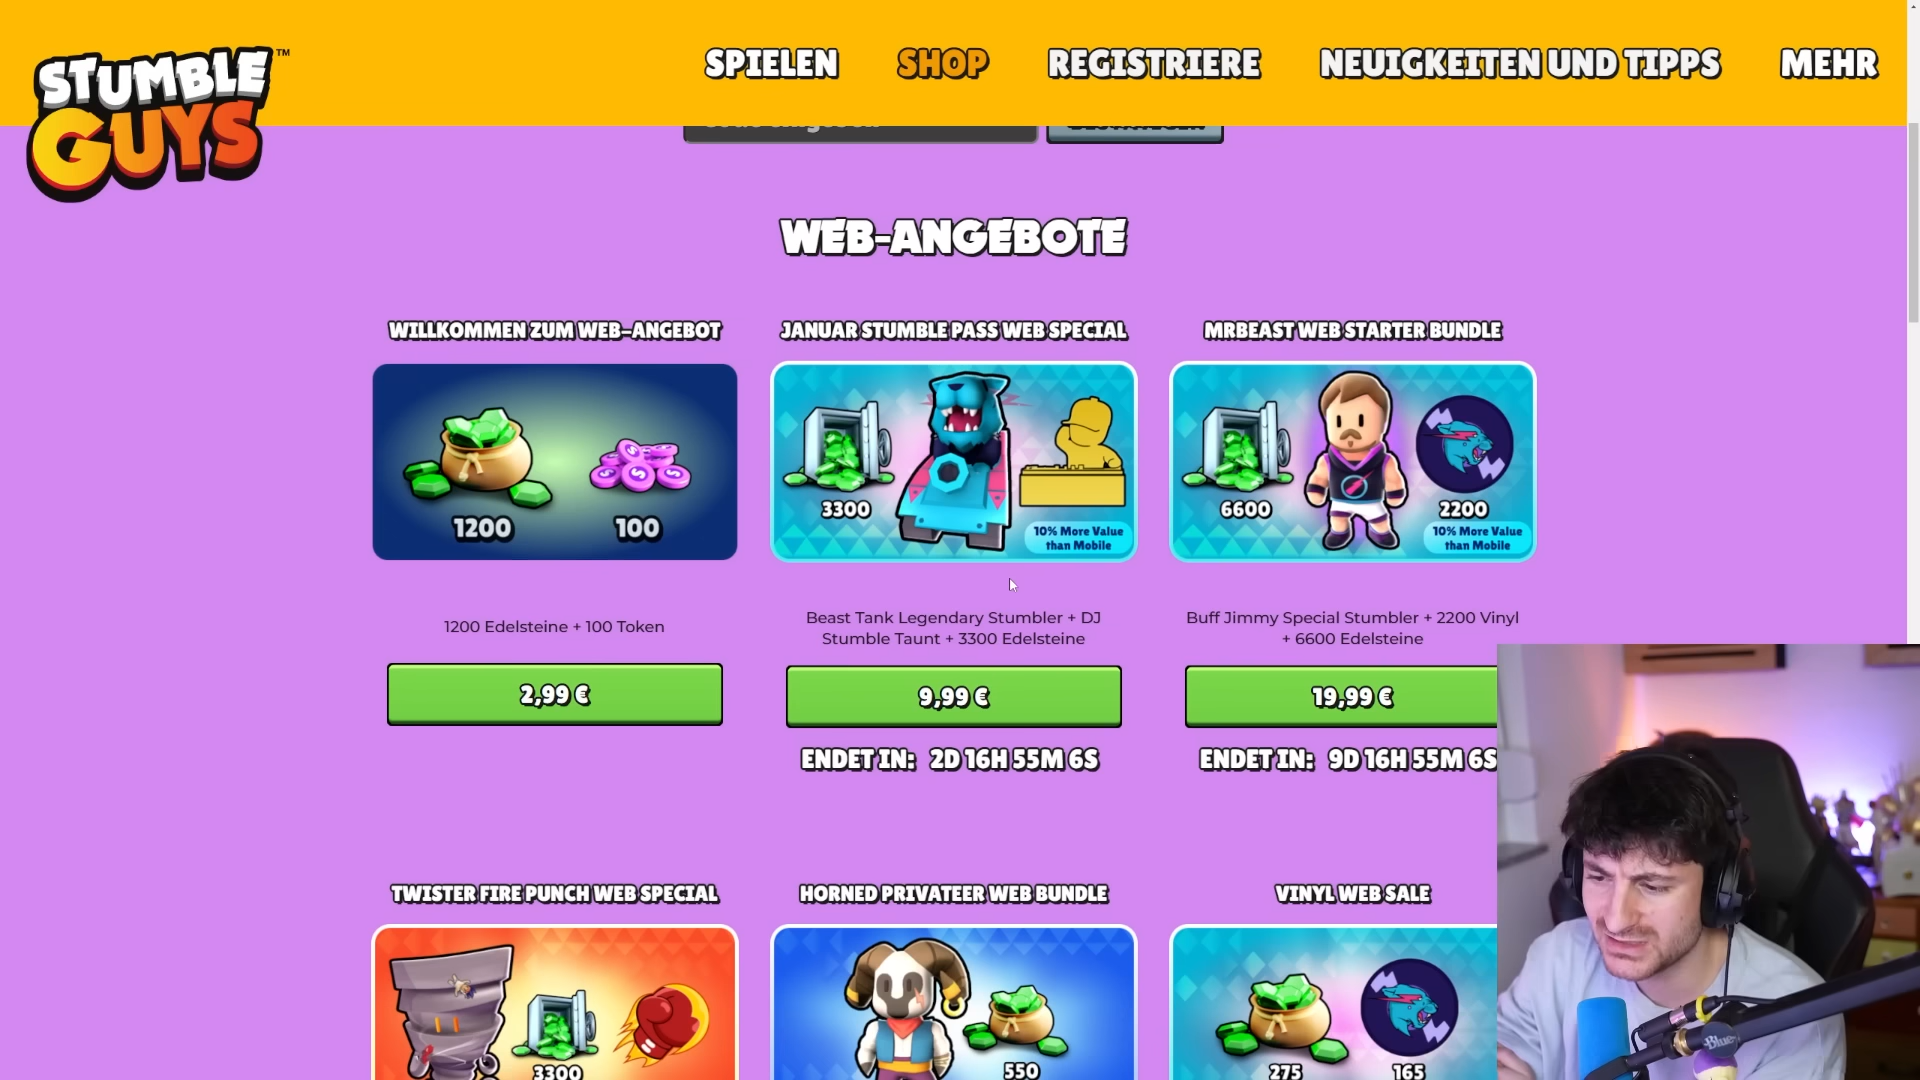 STUMBLE GUYS™
SPIELEN
SHOP
REGISTRIERE
NEUIGKEITEN UND TIPPS
MEHR
WEB-ANGEBOTE
WILLKOMMEN ZUM WEB-ANGEBOT
1200
100
1200 Edelsteine + 100 Token
2,99 €
JANUAR STUMBLE PASS WEB SPECIAL
3300
10% More Value
than Mobile
Beast Tank Legendary Stumbler + DJ
Stumble Taunt + 3300 Edelsteine
9,99 €
ENDET IN: 2D 16H 55M 6S
MRBEAST WEB STARTER BUNDLE
6600
2200
10% More Value
than Mobile
Buff Jimmy Special Stumbler + 2200 Vinyl
+ 6600 Edelsteine
19,99 €
ENDET IN: 9D 16H 55M 6S
TWISTER FIRE PUNCH WEB SPECIAL
3300
HORNED PRIVATEER WEB BUNDLE
550
VINYL WEB SALE
275
165
Blue